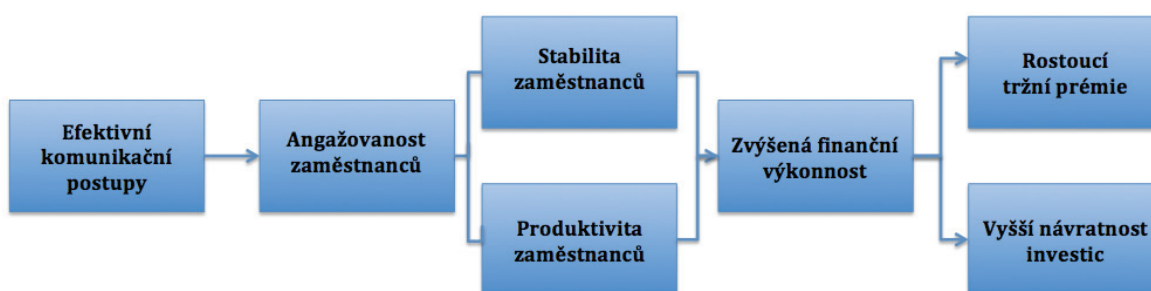 Efektivní
komunikační
postupy
Angažovanost
zaměstnanců
Stabilita
zaměstnanců
Produktivita
zaměstnanců
Zvýšená finanční
výkonnost
Rostoucí
tržní prémie
Vyšší návratnost
investic